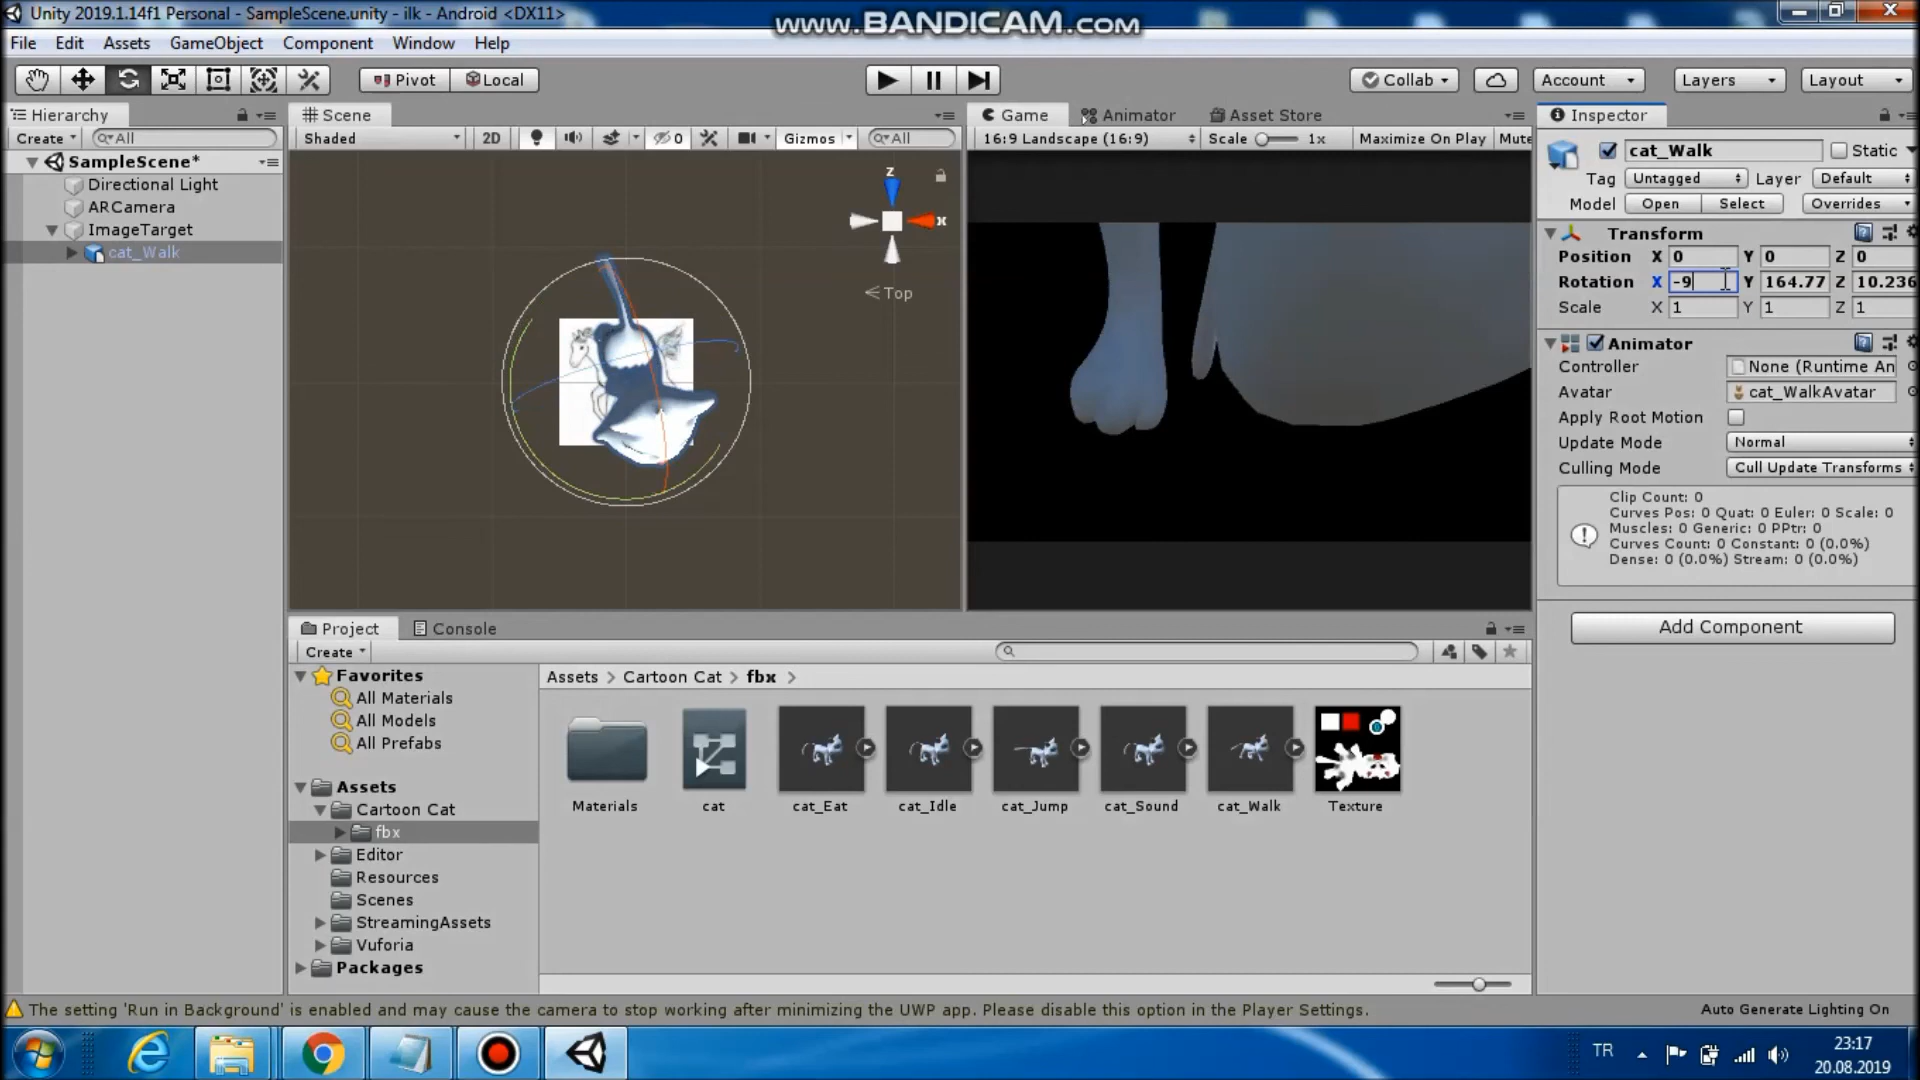 Unity 2019.1.14f1 Personal - SampleScene.unity - ilk - Android <DX11>
www.BANDICAM.com
File Edit Assets GameObject Component Window Help
Pivot Local Collab Account Layers Layout
Hierarchy
Create All
SampleScene*
Directional Light
ARCamera
ImageTarget
cat_Walk
Scene
Shaded 2D 0 Gizmos All
z
x
Top
Game Animator Asset Store
16:9 Landscape (16:9) Scale 1x Maximize On Play Mute
Inspector
cat_Walk Static
Tag Untagged Layer Default
Model Open Select Overrides
Transform
Position X 0 Y 0 Z 0
Rotation X -9 Y 164.77 Z 10.236
Scale X 1 Y 1 Z 1
Animator
Controller None (Runtime An
Avatar cat_WalkAvatar
Apply Root Motion
Update Mode Normal
Culling Mode Cull Update Transforms
Clip Count: 0
Curves Pos: 0 Quat: 0 Euler: 0 Scale: 0
Muscles: 0 Generic: 0 PPtr: 0
Curves Count: 0 Constant: 0 (0.0%)
Dense: 0 (0.0%) Stream: 0 (0.0%)
Add Component
Project Console
Create
Favorites
All Materials
All Models
All Prefabs
Assets
Cartoon Cat
fbx
Editor
Resources
Scenes
StreamingAssets
Vuforia
Packages
Assets > Cartoon Cat > fbx >
Materials cat cat_Eat cat_Idle cat_Jump cat_Sound cat_Walk Texture
The setting 'Run in Background' is enabled and may cause the camera to stop working after minimizing the UWP app. Please disable this option in the Player Settings.
Auto Generate Lighting On
TR
23:17
20.08.2019